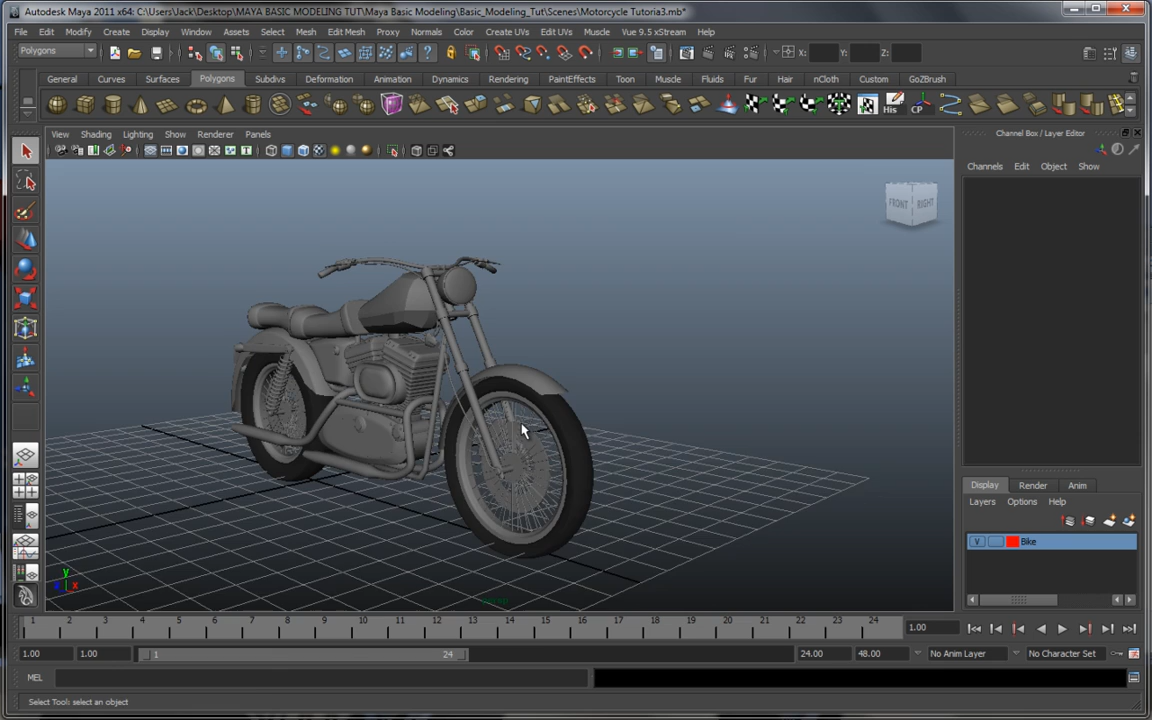 Autodesk Maya 2011 x64: C:\Users\Jack\Desktop\MAYA BASIC MODELING TUT\Maya Basic Modeling\Basic_Modeling_Tut\Scenes\Motorcycle Tutoria3.mb*
File Edit Modify Create Display Window Assets Select Mesh Edit Mesh Proxy Normals Color Create UVs Edit UVs Muscle Vue 9.5 xStream Help
Polygons X: Y: Z:
General Curves Surfaces Polygons Subdivs Deformation Animation Dynamics Rendering PaintEffects Toon Muscle Fluids Fur Hair nCloth Custom GoZBrush
His CP
View Shading Lighting Show Renderer Panels
Channel Box / Layer Editor
Channels Edit Object Show
FRONT RIGHT
Display Render Anim
Layers Options Help
V Bike
y
x
1 2 3 4 5 6 7 8 9 10 11 12 13 14 15 16 17 18 19 20 21 22 23 24 1.00
1.00 1.00 1 24 24.00 48.00 No Anim Layer No Character Set
MEL
Select Tool: select an object